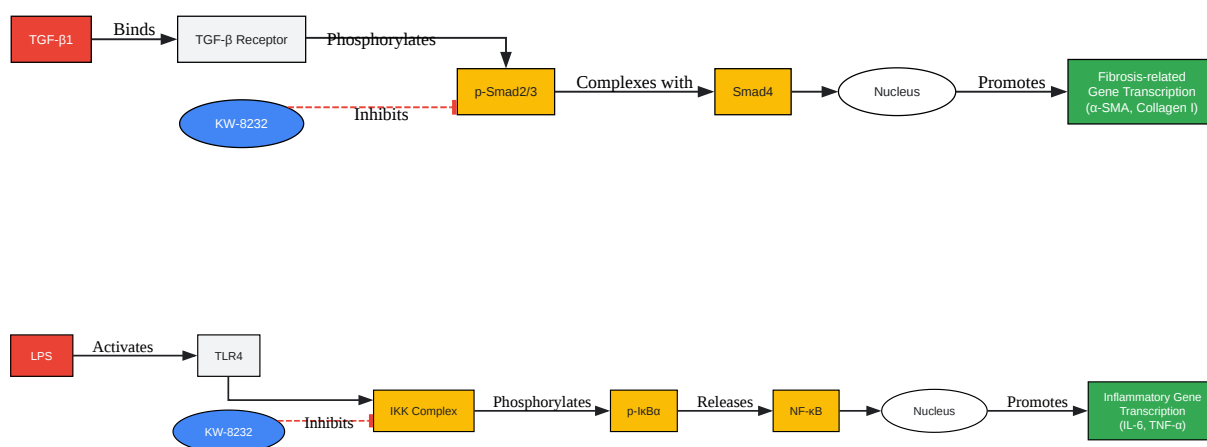 TGF-β1
Binds
TGF-β Receptor
Phosphorylates
p-Smad2/3
Complexes with
Smad4
Nucleus
Promotes
Fibrosis-related
Gene Transcription
(α-SMA, Collagen I)
KW-8232
Inhibits
LPS
Activates
TLR4
KW-8232
Inhibits
IKK Complex
Phosphorylates
p-IκBα
Releases
NF-κB
Nucleus
Promotes
Inflammatory Gene
Transcription
(IL-6, TNF-α)